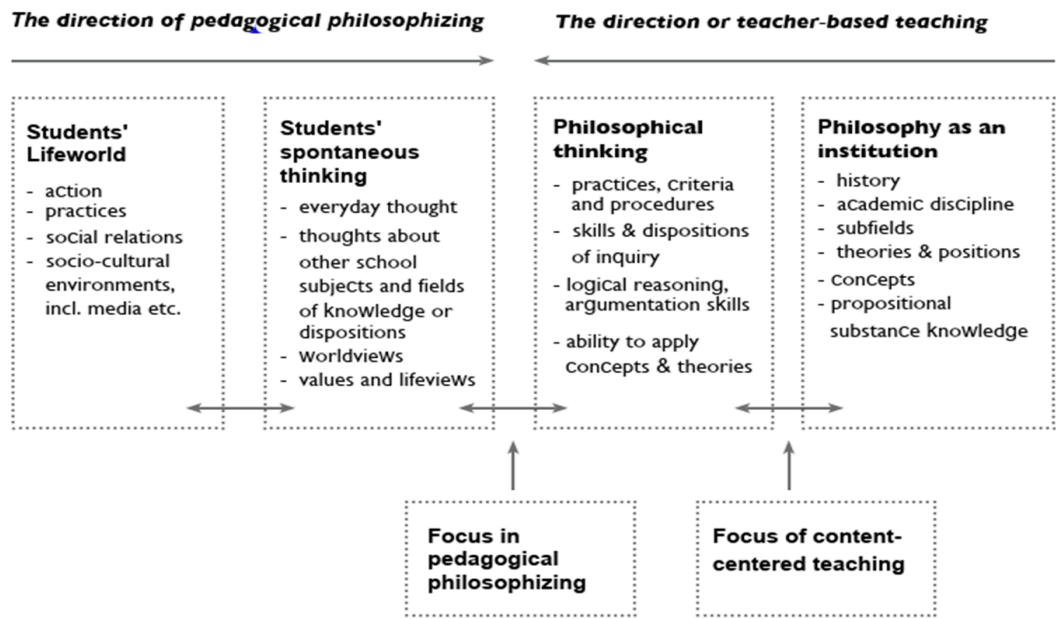 The direction of pedagogical philosophizing
The direction or teacher-based teaching
Students'
Lifeworld
- action
- practices
- social relations
- socio-cultural
environments,
incl. media etc.
Students'
spontaneous
thinking
- everyday thought
- thoughts about
other school
subjects and fields
of knowledge or
dispositions
- worldviews
- values and lifeviews
Philosophical
thinking
- practices, criteria
and procedures
- skills & dispositions
of inquiry
- logical reasoning,
argumentation skills
- ability to apply
concepts & theories
Philosophy as an
institution
- history
- academic discipline
- subfields
- theories & positions
- concepts
- propositional
substance knowledge
Focus in
pedagogical
philosophizing
Focus of content-
centered teaching